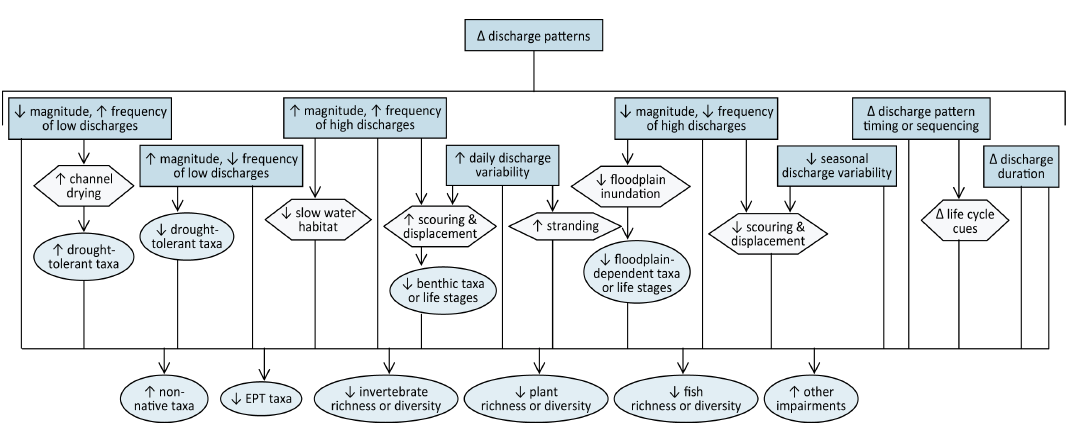 Δ discharge patterns
↓ magnitude, ↑ frequency
of low discharges
↑ magnitude, ↑ frequency
of high discharges
↓ magnitude, ↓ frequency
of high discharges
Δ discharge pattern
timing or sequencing
↑ magnitude, ↓ frequency
of low discharges
↑ daily discharge
variability
↓ seasonal
discharge variability
Δ discharge
duration
↑ channel
drying
↓ slow water
habitat
↑ scouring &
displacement
↑ stranding
↓ floodplain
inundation
↓ scouring &
displacement
Δ life cycle
cues
↑ drought-
tolerant taxa
↓ drought-
tolerant taxa
↓ benthic taxa
or life stages
↓ floodplain-
dependent taxa
or life stages
↑ non-
native taxa
↓ EPT taxa
↓ invertebrate
richness or diversity
↓ plant
richness or diversity
↓ fish
richness or diversity
↑ other
impairments